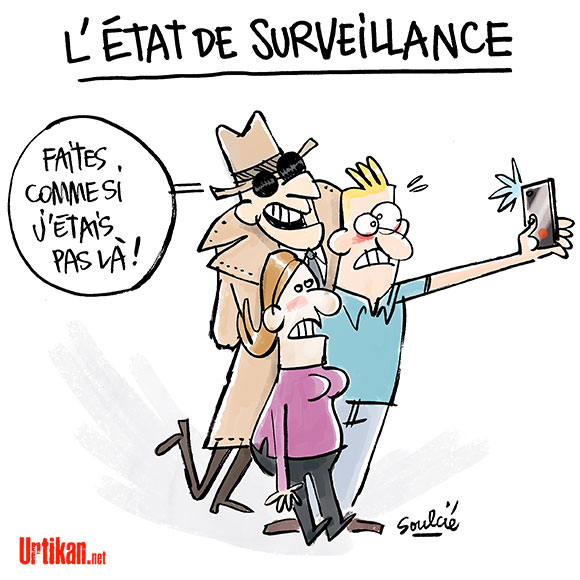 L'ÉTAT DE SURVEILLANCE
FAITES
COMME SI
J'ÉTAIS
PAS LÀ !
Soulcié
Urtikan.net